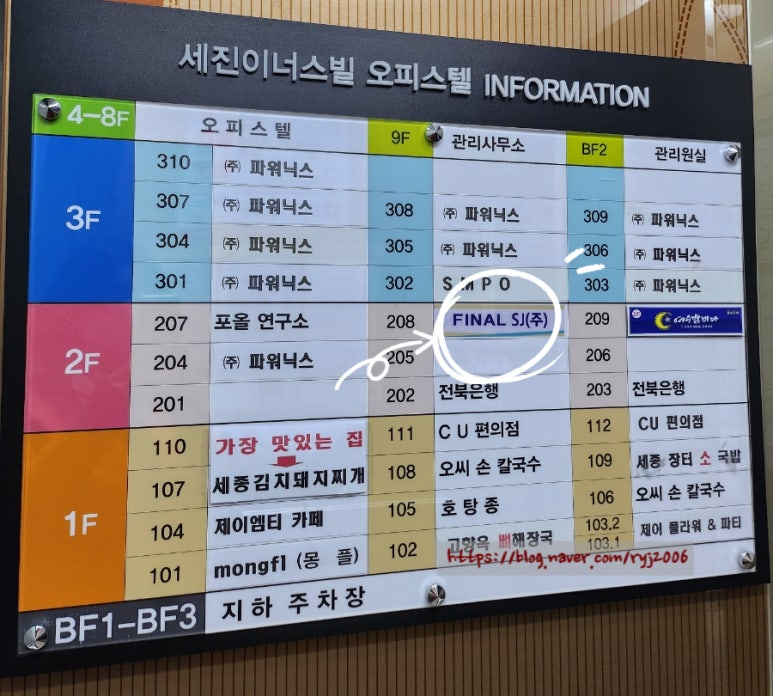 세진이너스빌 오피스텔 INFORMATION
4-8F 오피스텔 9F 관리사무소 BF2 관리원실
3F
310 ㈜ 파워닉스
307 ㈜ 파워닉스 308 ㈜ 파워닉스 309 ㈜ 파워닉스
304 ㈜ 파워닉스 305 ㈜ 파워닉스 306 ㈜ 파워닉스
301 ㈜ 파워닉스 302 SMPO 303 ㈜ 파워닉스
2F
207 포올 연구소 208 FINAL SJ(주) 209 여수밤바다
204 ㈜ 파워닉스 205 206
201 202 전북은행 203 전북은행
1F
110 가장 맛있는 집 111 CU 편의점 112 CU 편의점
107 세종김치돼지찌개 108 오씨 손 칼국수 109 세종 장터 소 국밥
104 제이엠티 카페 105 호탕종 106 오씨 손 칼국수
101 mongfl (몽 플) 102 고향옥 뼈해장국 103.2 103.1 제이 플라워 & 파티
https://blog.naver.com/ryj2006
BF1-BF3 지하 주차장